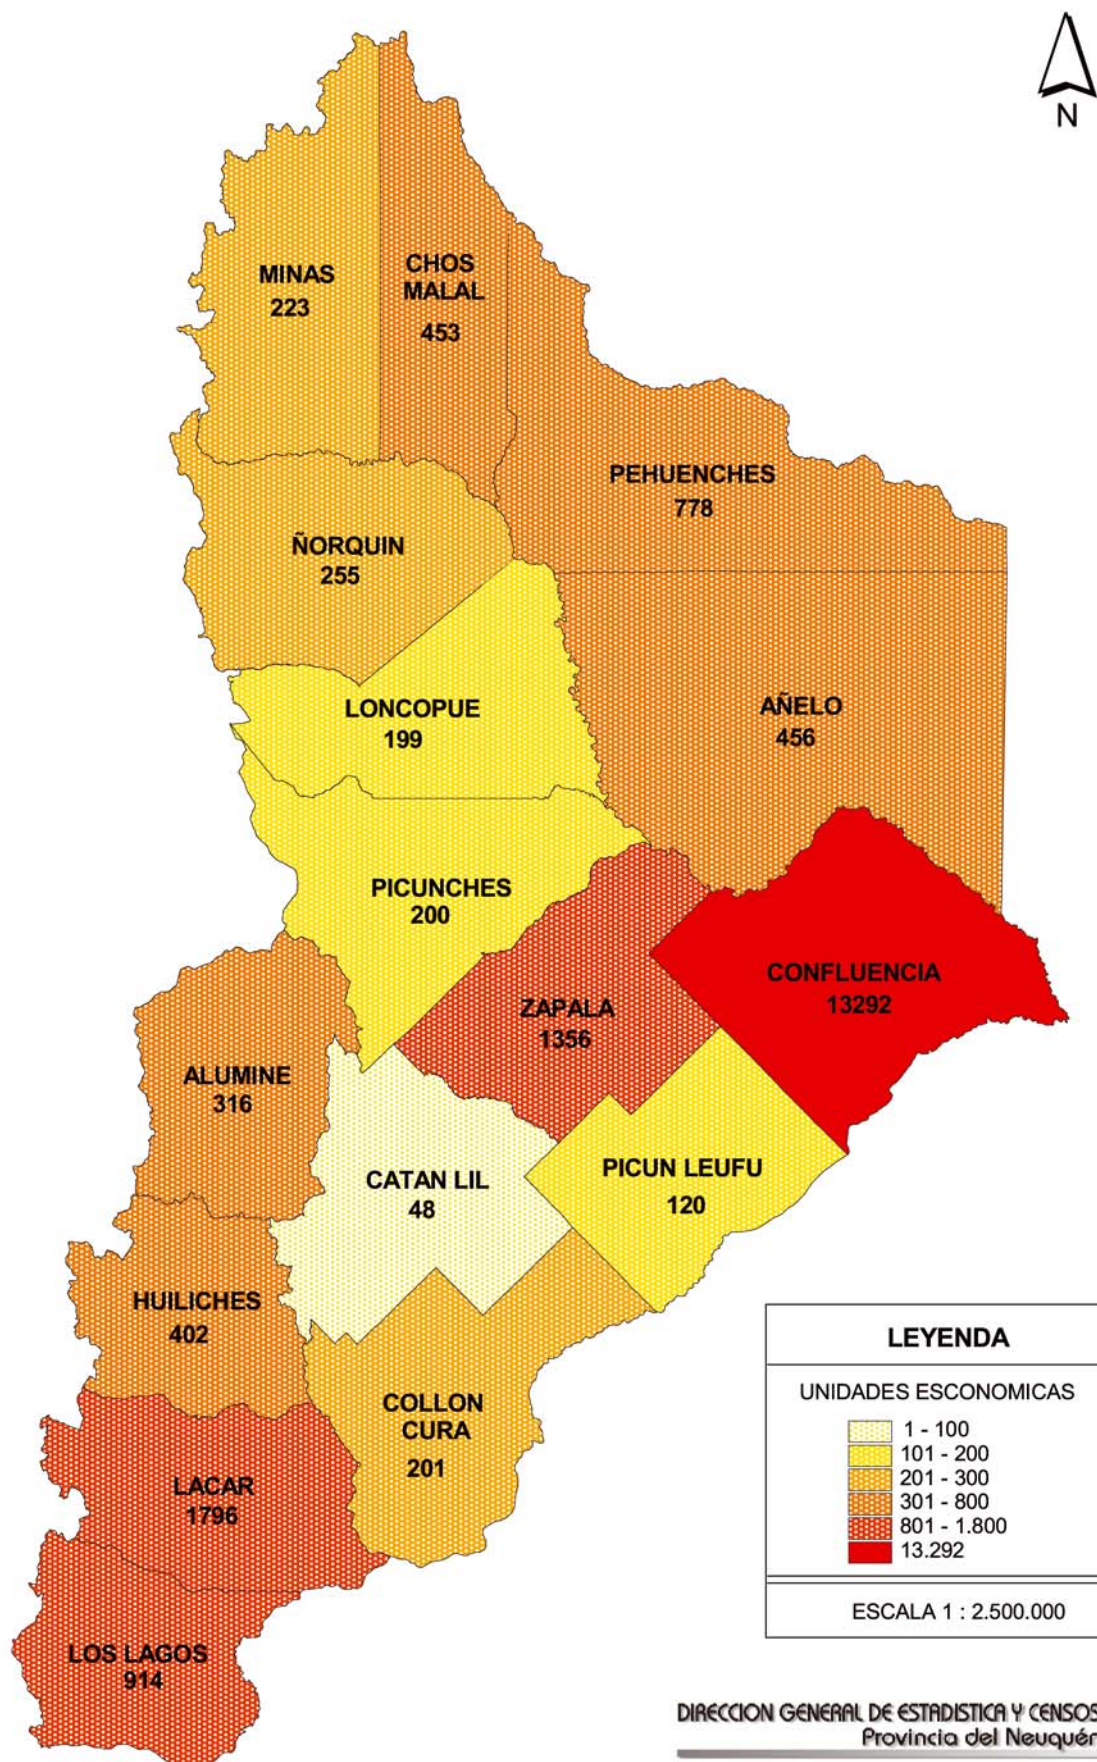 N
MINAS
223
CHOS
MALAL
453
PEHUENCHES
778
ÑORQUIN
255
LONCOPUE
199
AÑELO
456
PICUNCHES
200
CONFLUENCIA
13292
ZAPALA
1356
ALUMINE
316
CATAN LIL
48
PICUN LEUFU
120
HUILICHES
402
COLLON
CURA
201
LACAR
1796
LOS LAGOS
914
LEYENDA
UNIDADES ESCONOMICAS
1 - 100
101 - 200
201 - 300
301 - 800
801 - 1.800
13.292
ESCALA 1 : 2.500.000
DIRECCION GENERAL DE ESTADISTICA Y CENSOS
Provincia del Neuquén